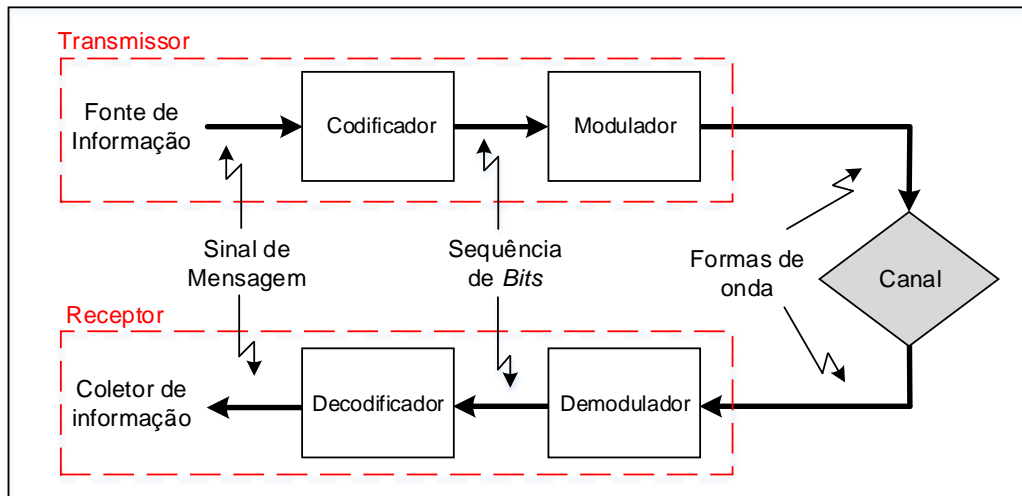 Transmissor
Fonte de
Informação
Codificador
Modulador
Sinal de
Mensagem
Sequência
de Bits
Formas de
onda
Canal
Receptor
Coletor de
informação
Decodificador
Demodulador